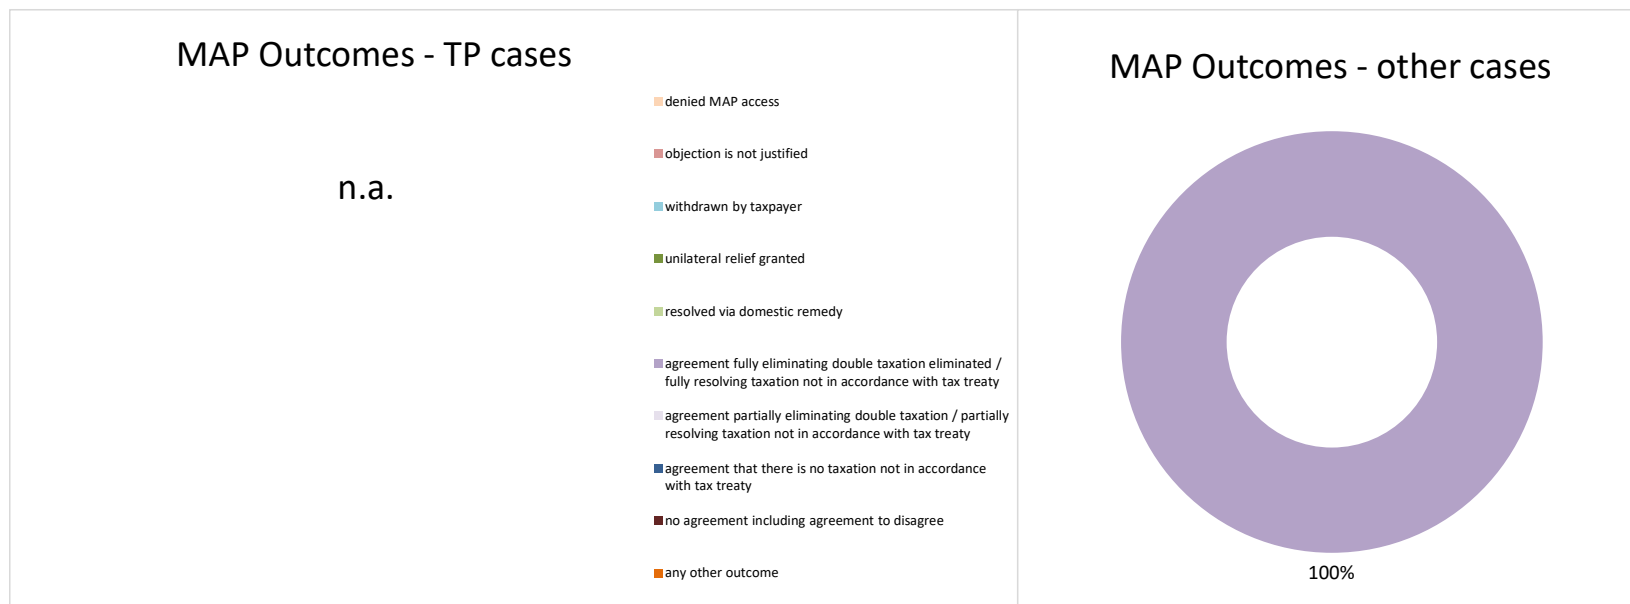 MAP Outcomes - TP cases
n.a.
denied MAP access
objection is not justified
withdrawn by taxpayer
unilateral relief granted
resolved via domestic remedy
agreement fully eliminating double taxation eliminated /
fully resolving taxation not in accordance with tax treaty
agreement partially eliminating double taxation / partially
resolving taxation not in accordance with tax treaty
agreement that there is no taxation not in accordance
with tax treaty
no agreement including agreement to disagree
any other outcome
MAP Outcomes - other cases
100%